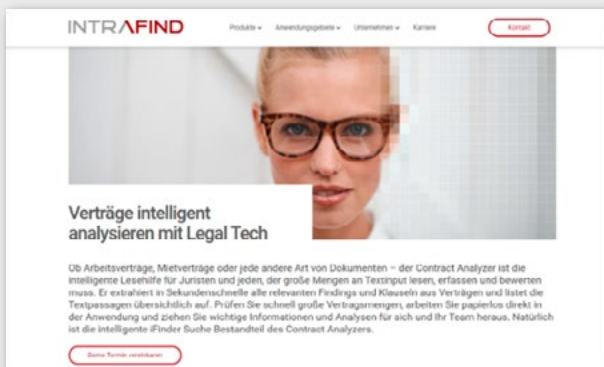 INTRAFIND
Produkte Anwendungsgebiete Unternehmen Karriere Kontakt
Verträge intelligent
analysieren mit Legal Tech
Ob Arbeitsverträge, Mietverträge oder jede andere Art von Dokumenten – der Contract Analyzer ist die
intelligente Lesehilfe für Juristen und jeden, der große Mengen an Textinput lesen, erfassen und bewerten
muss. Er extrahiert in Sekundenschnelle alle relevanten Findings und Klauseln aus Verträgen und listet die
Textpassagen übersichtlich auf. Prüfen Sie schnell große Vertragsmengen, arbeiten Sie papierlos direkt in
der Anwendung und ziehen Sie wichtige Informationen und Analysen für sich und Ihr Team heraus. Natürlich
ist die intelligente iFinder Suche Bestandteil des Contract Analyzers.
Demo Termin vereinbaren